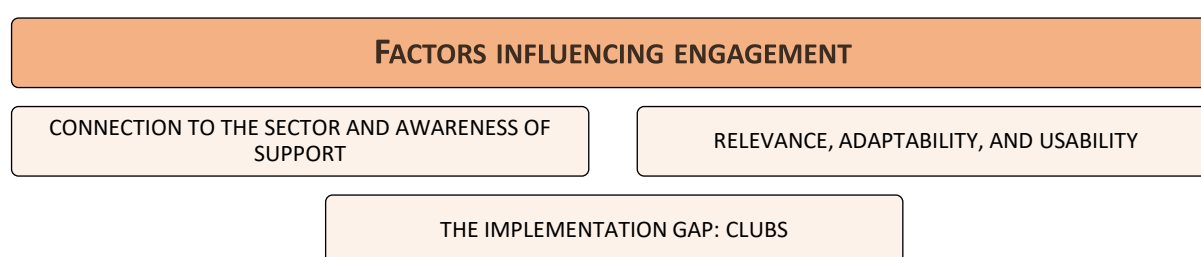 FACTORS INFLUENCING ENGAGEMENT
CONNECTION TO THE SECTOR AND AWARENESS OF
SUPPORT
RELEVANCE, ADAPTABILITY, AND USABILITY
THE IMPLEMENTATION GAP: CLUBS